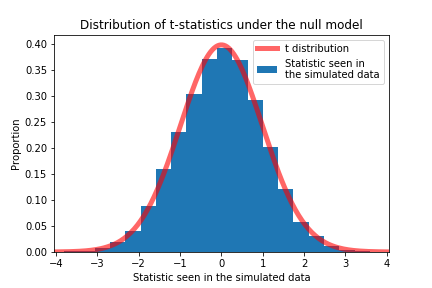 Distribution of t-statistics under the null model
0.40
0.35
0.30
0.25
0.20
0.15
0.10
0.05
0.00
Proportion
t distribution
Statistic seen in
the simulated data
−4 −3 −2 −1 0 1 2 3 4
Statistic seen in the simulated data